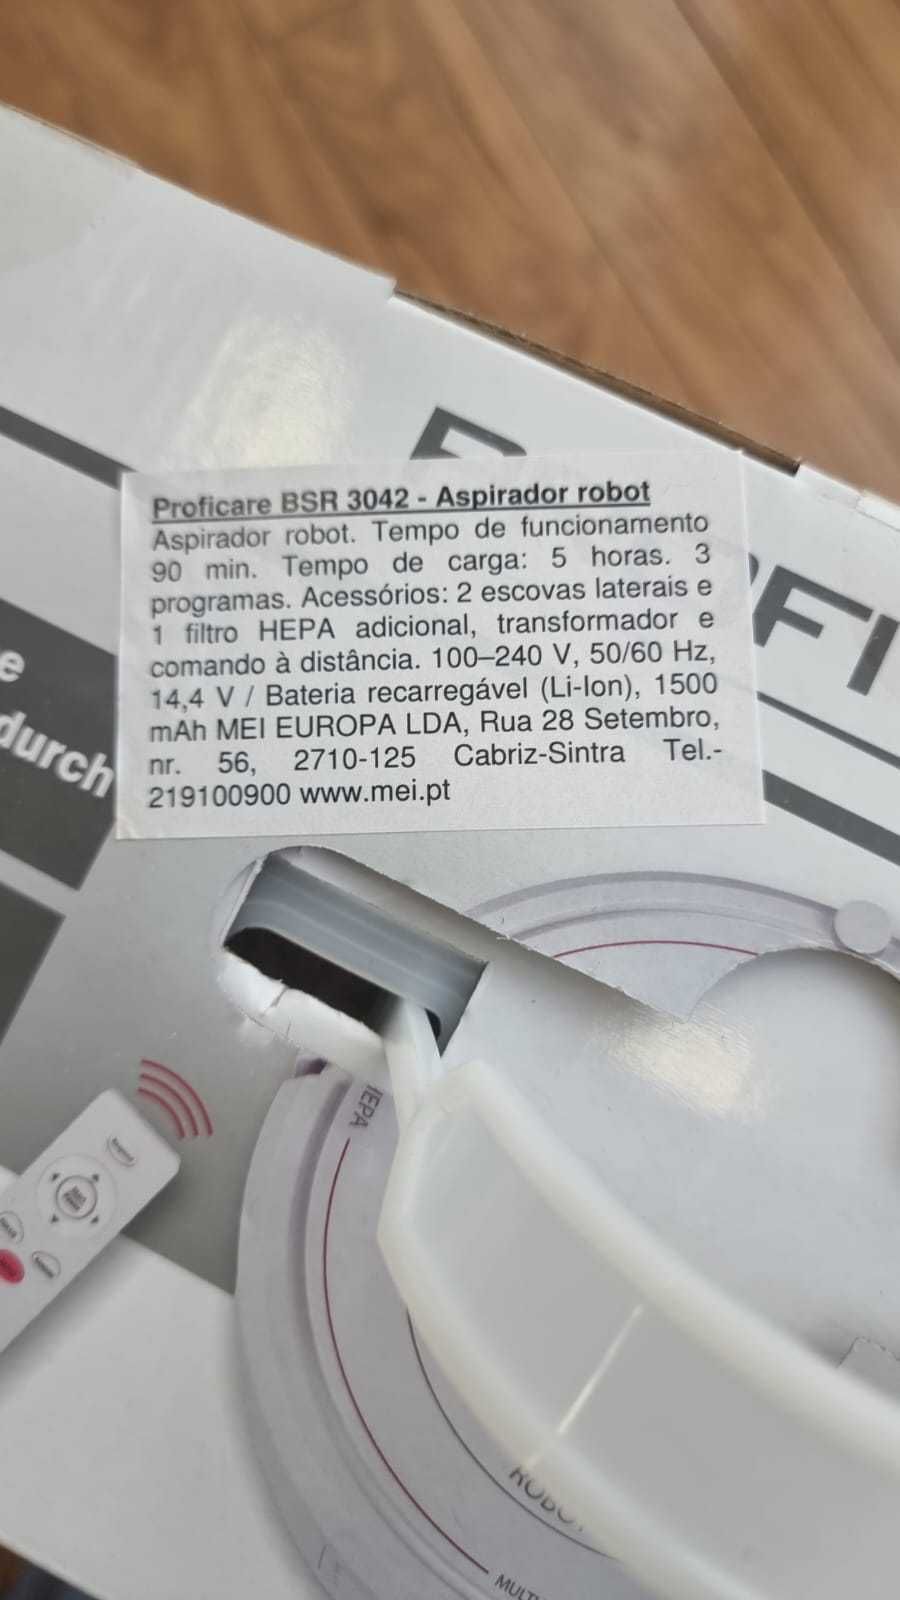 Proficare BSR 3042 - Aspirador robot
Aspirador robot. Tempo de funcionamento
90 min. Tempo de carga: 5 horas. 3
programas. Acessórios: 2 escovas laterais e
1 filtro HEPA adicional, transformador e
comando à distância. 100–240 V, 50/60 Hz,
14,4 V / Bateria recarregável (Li-Ion), 1500
mAh MEI EUROPA LDA, Rua 28 Setembro,
nr. 56, 2710-125 Cabriz-Sintra Tel.-
219100900 www.mei.pt
durch
HEPA
ROBOT